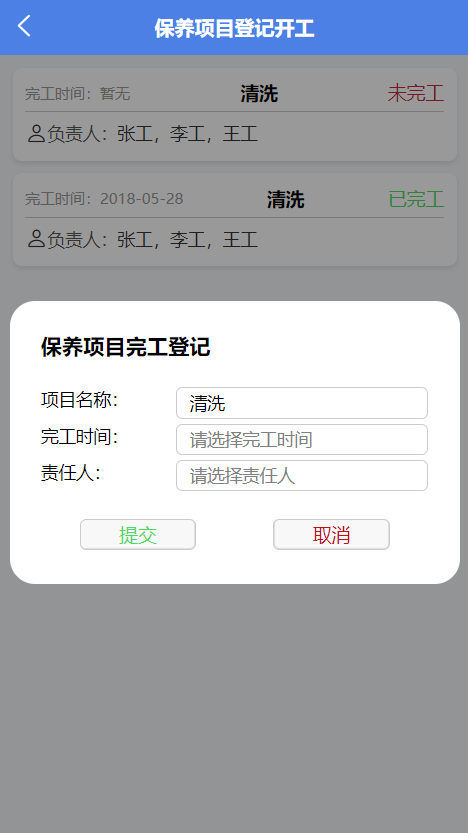 保养项目登记开工
完工时间：暂无 清洗 未完工
负责人：张工，李工，王工
完工时间：2018-05-28 清洗 已完工
负责人：张工，李工，王工
保养项目完工登记
项目名称： 清洗
完工时间： 请选择完工时间
责任人： 请选择责任人
提交 取消